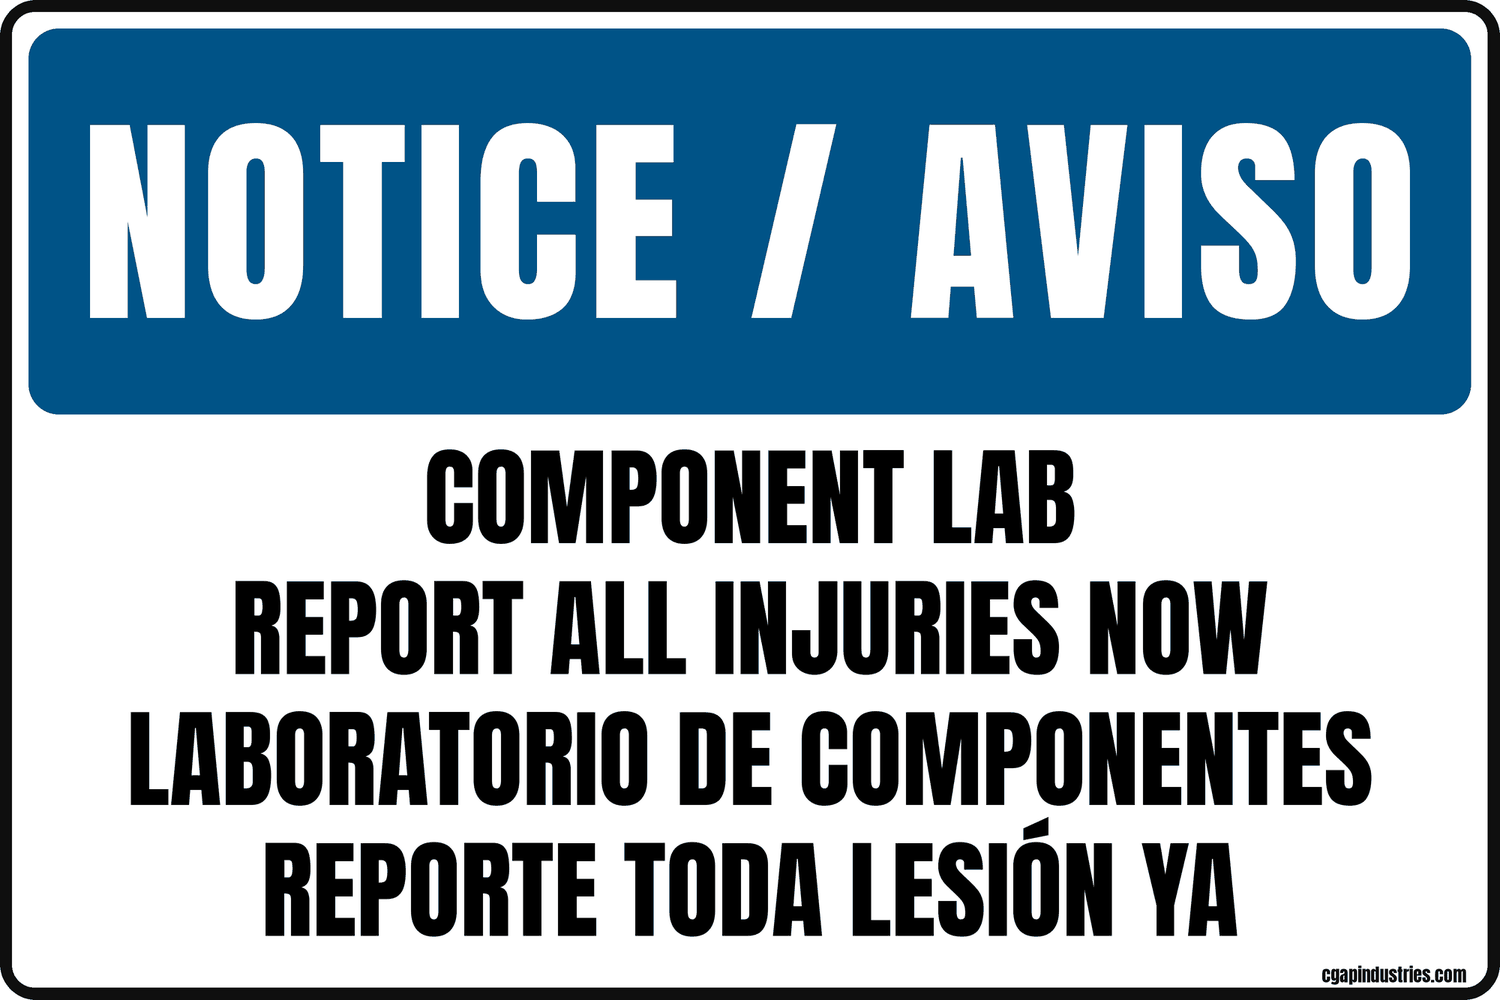 NOTICE / AVISO
COMPONENT LAB
REPORT ALL INJURIES NOW
LABORATORIO DE COMPONENTES
REPORTE TODA LESIÓN YA
cgapindustries.com